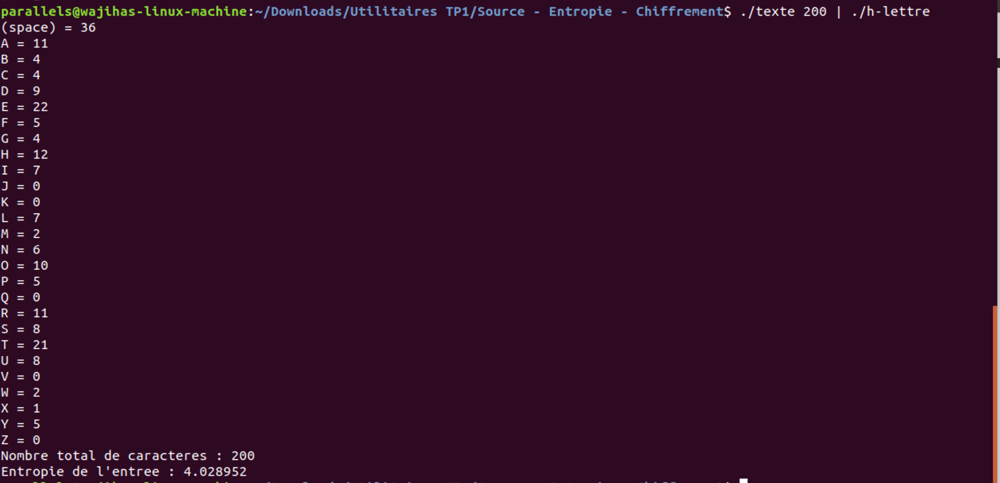 parallels@wajihas-linux-machine:~/Downloads/Utilitaires TP1/Source - Entropie - Chiffrement$ ./texte 200 | ./h-lettre
(space) = 36
A = 11
B = 4
C = 4
D = 9
E = 22
F = 5
G = 4
H = 12
I = 7
J = 0
K = 0
L = 7
M = 2
N = 6
O = 10
P = 5
Q = 0
R = 11
S = 8
T = 21
U = 8
V = 0
W = 2
X = 1
Y = 5
Z = 0
Nombre total de caracteres : 200
Entropie de l'entree : 4.028952